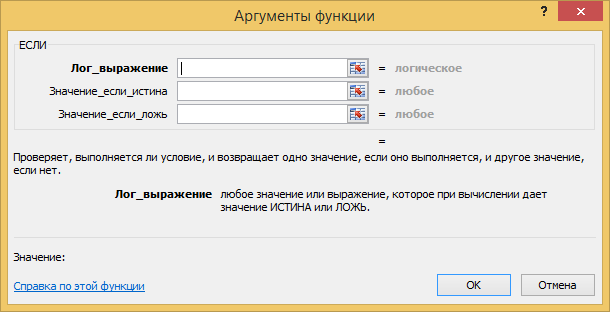 Аргументы функции
?
ЕСЛИ
Лог_выражение = логическое
Значение_если_истина = любое
Значение_если_ложь = любое
=
Проверяет, выполняется ли условие, и возвращает одно значение, если оно выполняется, и другое значение,
если нет.
Лог_выражение любое значение или выражение, которое при вычислении дает
значение ИСТИНА или ЛОЖЬ.
Значение:
Справка по этой функции
ОК
Отмена